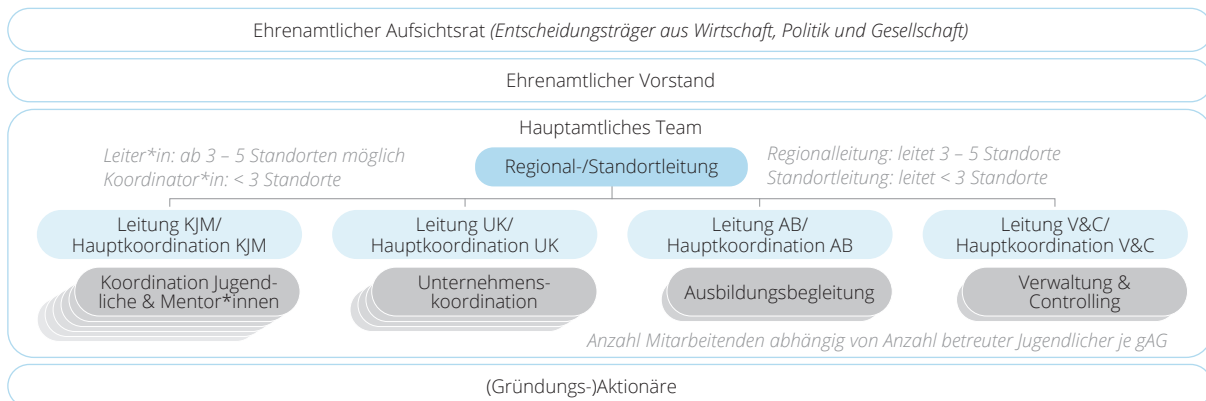 Ehrenamtlicher Aufsichtsrat (Entscheidungsträger aus Wirtschaft, Politik und Gesellschaft)
Ehrenamtlicher Vorstand
Hauptamtliches Team
Leiter*in: ab 3 – 5 Standorten möglich
Koordinator*in: < 3 Standorte
Regional-/Standortleitung
Regionalleitung: leitet 3 – 5 Standorte
Standortleitung: leitet < 3 Standorte
Leitung KJM/
Hauptkoordination KJM
Leitung UK/
Hauptkoordination UK
Leitung AB/
Hauptkoordination AB
Leitung V&C/
Hauptkoordination V&C
Koordination Jugend-
liche & Mentor*innen
Unternehmens-
koordination
Ausbildungsbegleitung
Verwaltung &
Controlling
Anzahl Mitarbeitenden abhängig von Anzahl betreuter Jugendlicher je gAG
(Gründungs-)Aktionäre